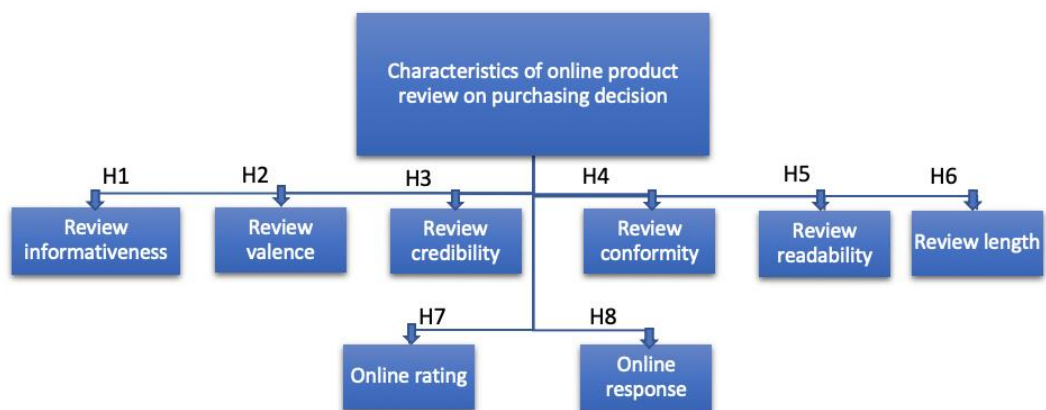 Characteristics of online product
review on purchasing decision
H1
H2
H3
H4
H5
H6
Review
informativeness
Review
valence
Review
credibility
Review
conformity
Review
readability
Review length
H7
H8
Online rating
Online
response